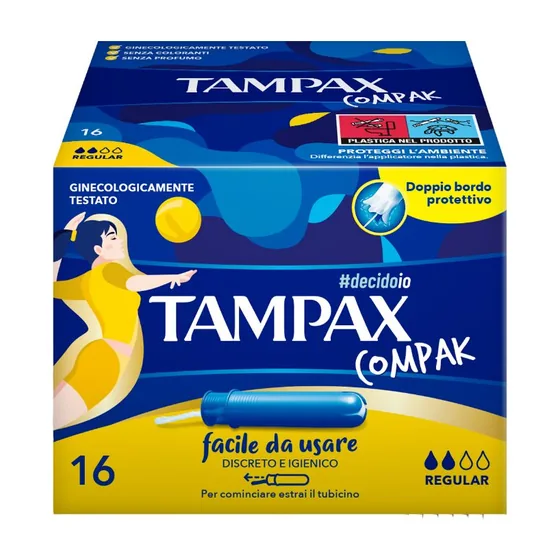 GINECOLOGICAMENTE TESTATO
SENZA COLORANTI
SENZA PROFUMO
TAMPAX
COMPAK
16
REGULAR
PLASTICA NEL PRODOTTO
PROTEGGI L'AMBIENTE
Differenzia l'applicatore nella plastica.
GINECOLOGICAMENTE
TESTATO
Doppio bordo
protettivo
#decidoio
TAMPAX
COMPAK
facile da usare
DISCRETO E IGIENICO
Per cominciare estrai il tubicino
16
REGULAR